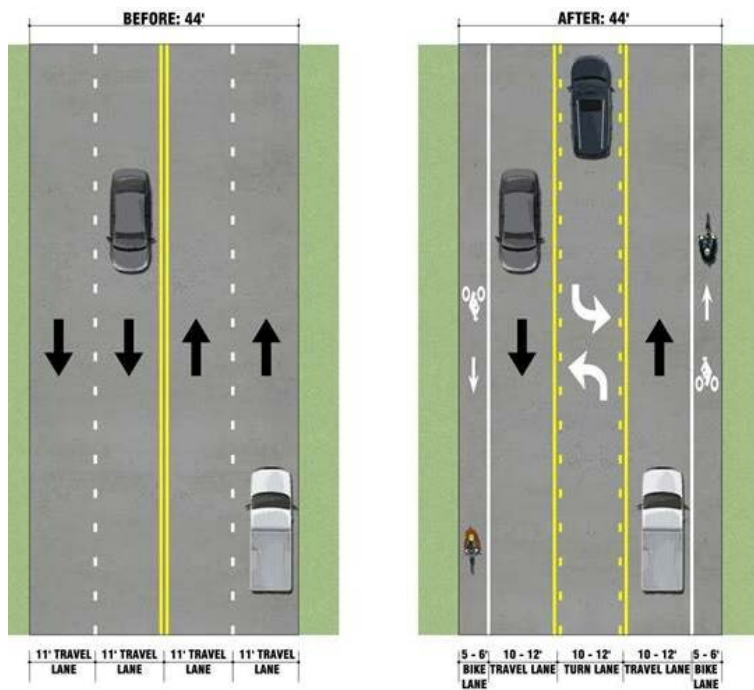 BEFORE: 44'
AFTER: 44'
11' TRAVEL LANE
11' TRAVEL LANE
11' TRAVEL LANE
11' TRAVEL LANE
5 - 6' BIKE LANE
10 - 12' TRAVEL LANE
10 - 12' TURN LANE
10 - 12' TRAVEL LANE
5 - 6' BIKE LANE